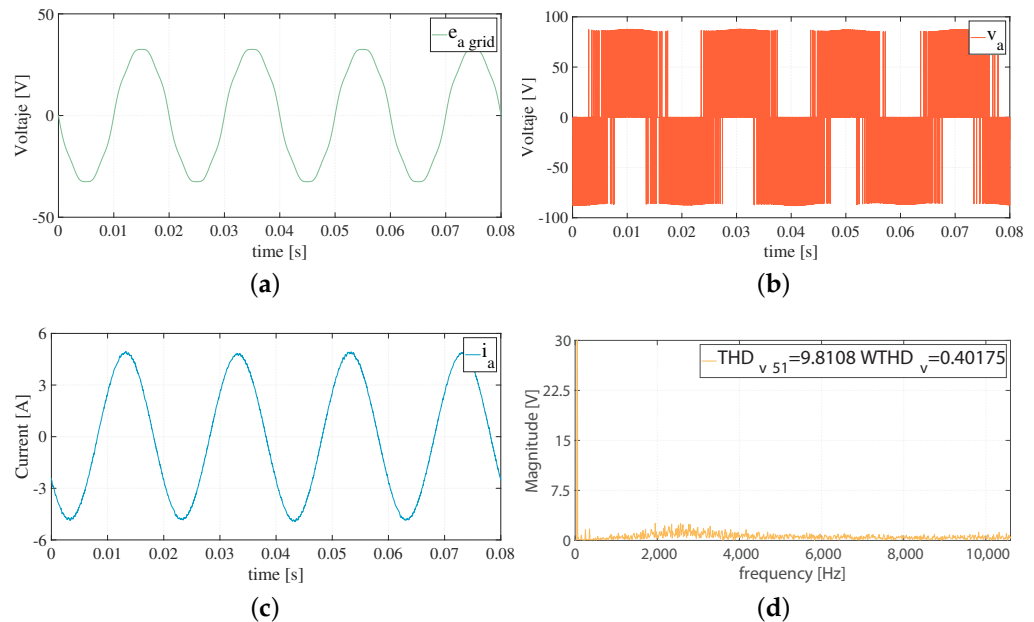 50
0
-50
Voltaje [V]
e a grid
0 0.01 0.02 0.03 0.04 0.05 0.06 0.07 0.08
time [s]
(a)
100
50
0
-50
-100
Voltaje [V]
v a
0 0.01 0.02 0.03 0.04 0.05 0.06 0.07 0.08
time [s]
(b)
6
3
0
-3
-6
Current [A]
i a
0 0.01 0.02 0.03 0.04 0.05 0.06 0.07 0.08
time [s]
(c)
30
22.5
15
7.5
0
Magnitude [V]
THD v 51=9.8108 WTHD v=0.40175
0 2,000 4,000 6,000 8,000 10,000
frequency [Hz]
(d)